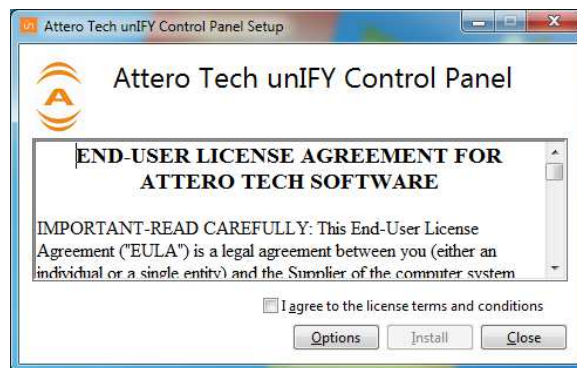 Attero Tech unIFY Control Panel Setup
Attero Tech unIFY Control Panel
END-USER LICENSE AGREEMENT FOR
ATTERO TECH SOFTWARE
IMPORTANT-READ CAREFULLY: This End-User License
Agreement ("EULA") is a legal agreement between you (either an
individual or a single entity) and the Supplier of the computer system
I agree to the license terms and conditions
Options Install Close